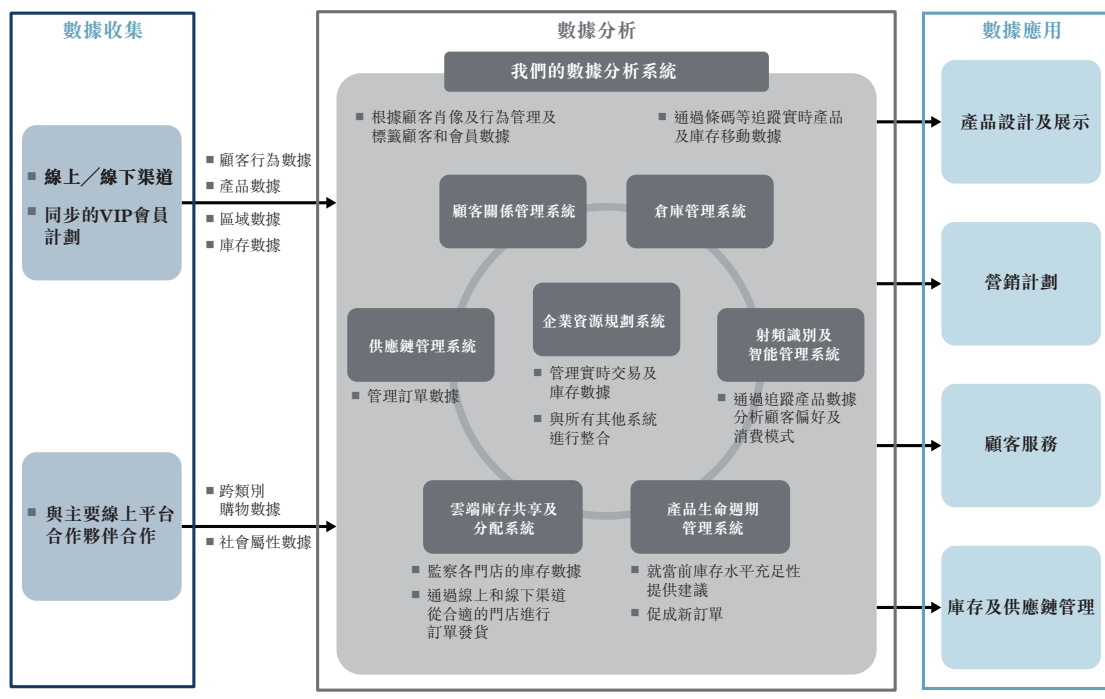 數據收集
■ 線上／線下渠道
■ 同步的VIP會員
計劃
■ 與主要線上平台
合作夥伴合作
■ 顧客行為數據
■ 產品數據
■ 區域數據
■ 庫存數據
■ 跨類別
購物數據
■ 社會屬性數據
數據分析
我們的數據分析系統
■ 根據顧客肖像及行為管理及
標籤顧客和會員數據
■ 通過條碼等追蹤實時產品
及庫存移動數據
顧客關係管理系統
倉庫管理系統
供應鏈管理系統
■ 管理訂單數據
企業資源規劃系統
■ 管理實時交易及
庫存數據
■ 與所有其他系統
進行整合
射頻識別及
智能管理系統
■ 通過追蹤產品數據
分析顧客偏好及
消費模式
雲端庫存共享及
分配系統
■ 監察各門店的庫存數據
■ 通過線上和線下渠道
從合適的門店進行
訂單發貨
產品生命週期
管理系統
■ 就當前庫存水平充足性
提供建議
■ 促成新訂單
數據應用
產品設計及展示
營銷計劃
顧客服務
庫存及供應鏈管理